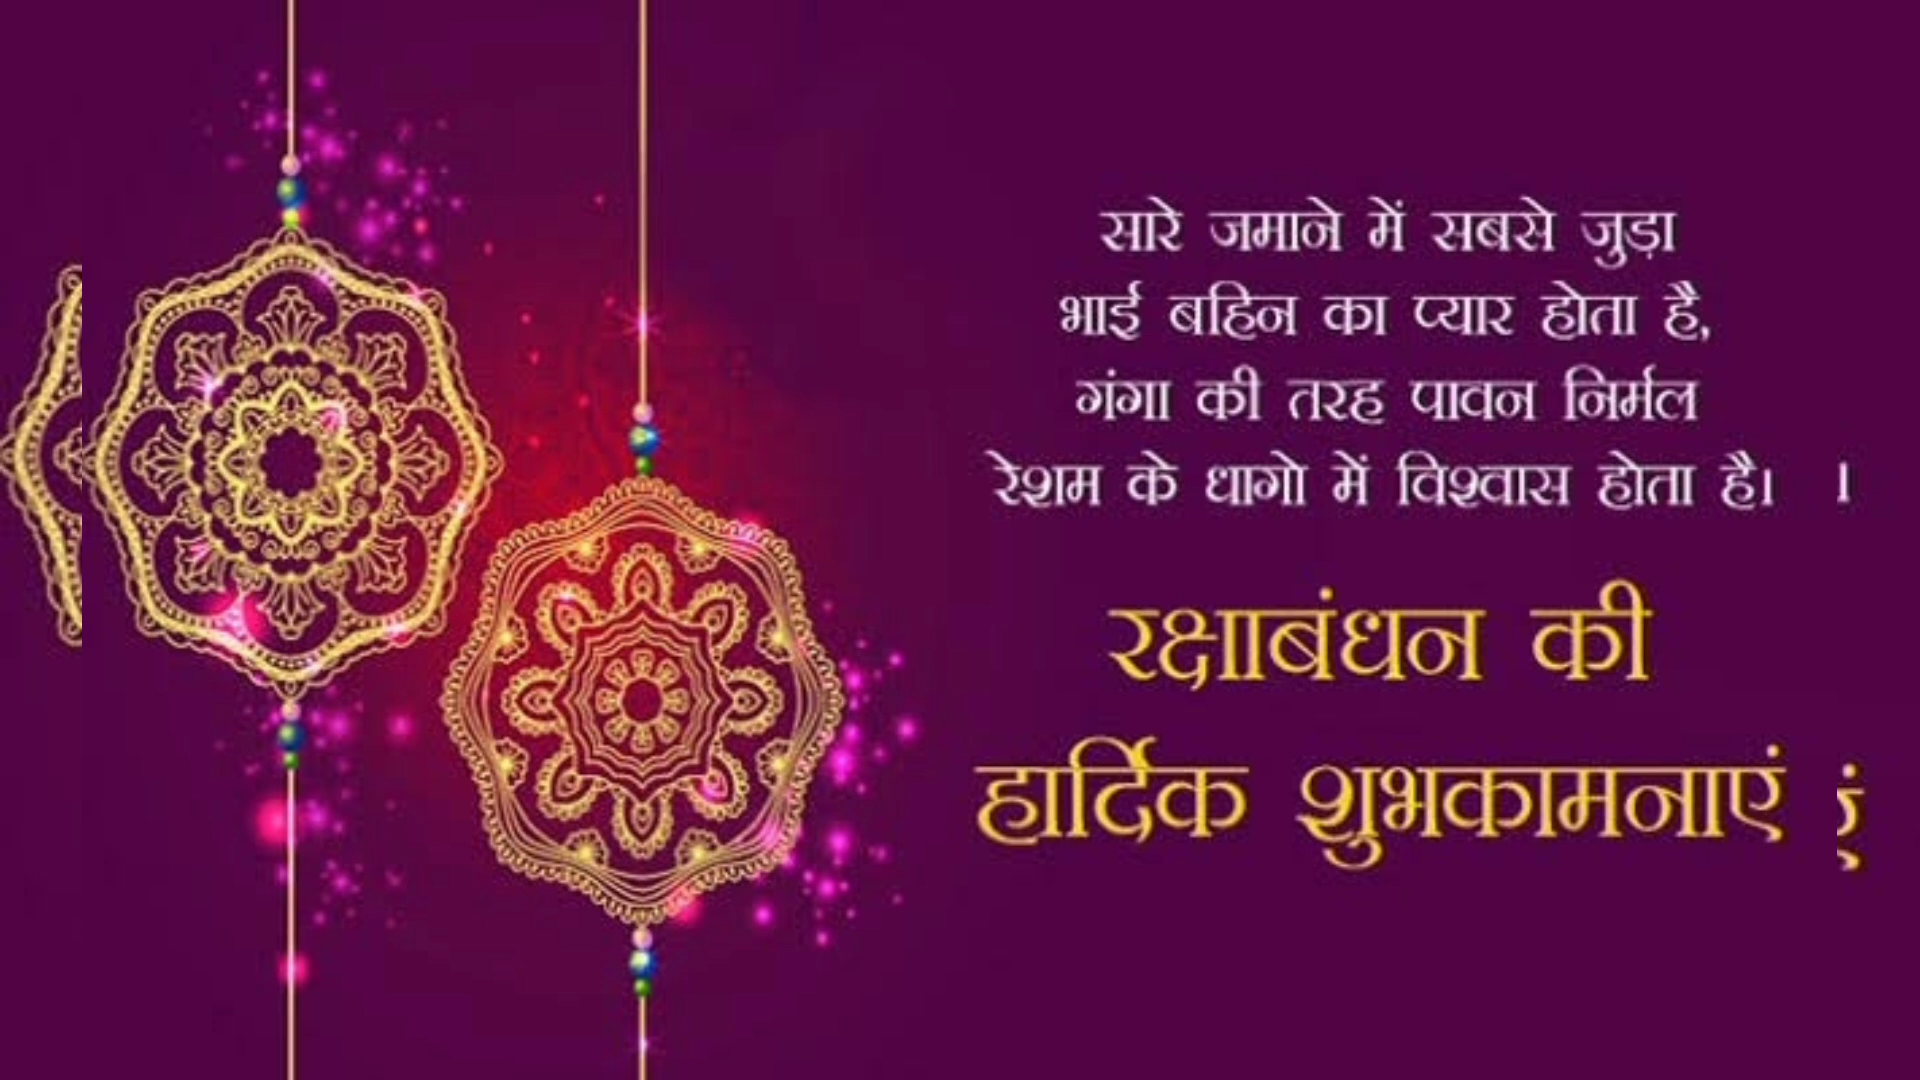 सारे जमाने में सबसे जुड़ा
भाई बहिन का प्यार होता है,
गंगा की तरह पावन निर्मल
रेशम के धागो में विश्वास होता है।
रक्षाबंधन की
हार्दिक शुभकामनाएं